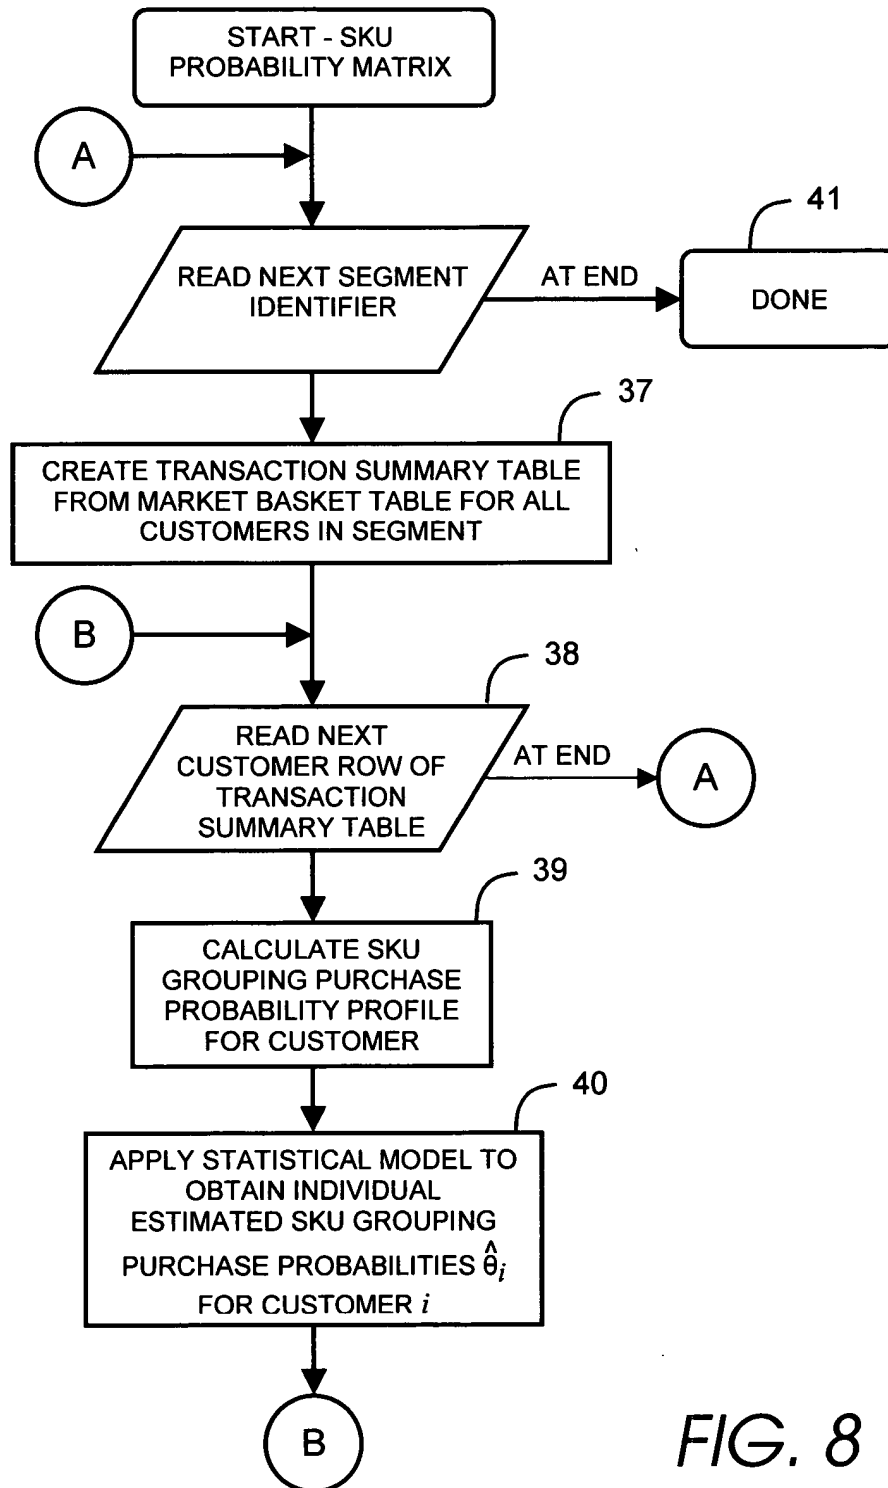 START - SKU
PROBABILITY MATRIX
A
READ NEXT SEGMENT
IDENTIFIER
AT END
41
DONE
37
CREATE TRANSACTION SUMMARY TABLE
FROM MARKET BASKET TABLE FOR ALL
CUSTOMERS IN SEGMENT
B
38
READ NEXT
CUSTOMER ROW OF
TRANSACTION
SUMMARY TABLE
AT END
A
39
CALCULATE SKU
GROUPING PURCHASE
PROBABILITY PROFILE
FOR CUSTOMER
40
APPLY STATISTICAL MODEL TO
OBTAIN INDIVIDUAL
ESTIMATED SKU GROUPING
PURCHASE PROBABILITIES θ̂ᵢ
FOR CUSTOMER i
B
FIG. 8